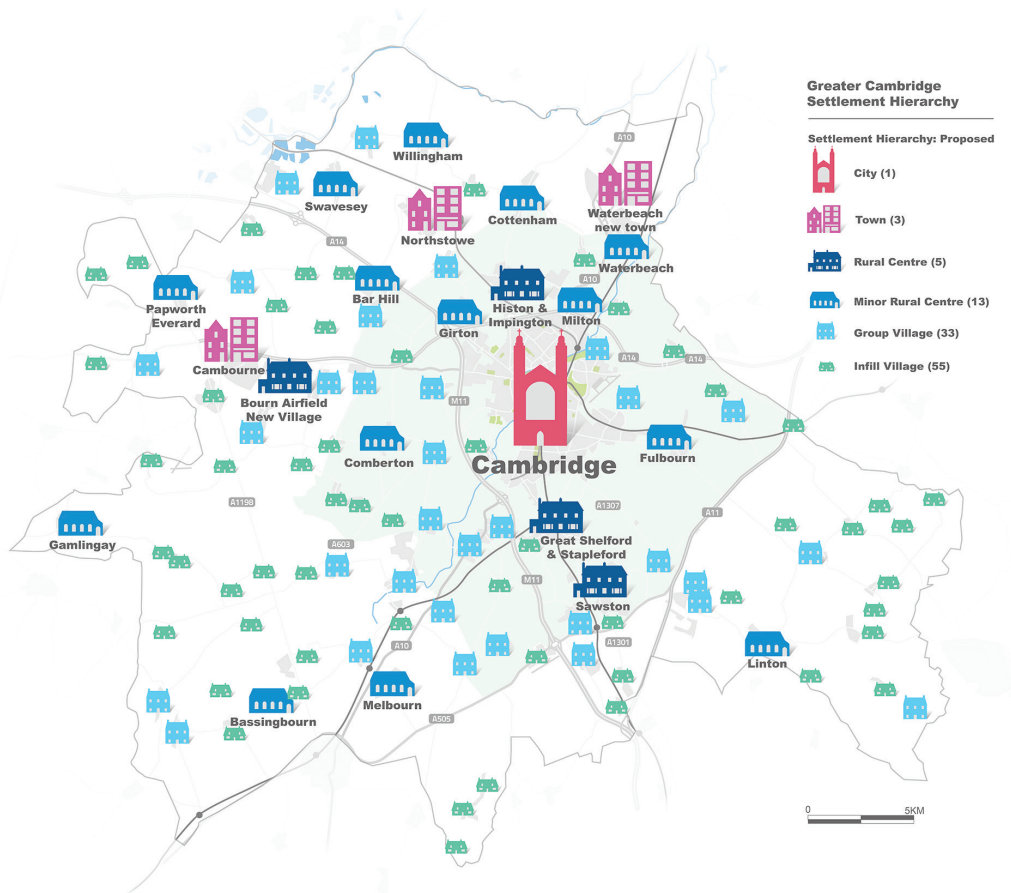 Greater Cambridge
Settlement Hierarchy
Settlement Hierarchy: Proposed
City (1)
Town (3)
Rural Centre (5)
Minor Rural Centre (13)
Group Village (33)
Infill Village (55)
A10
Willingham
Swavesey
Northstowe
Cottenham
Waterbeach
new town
A14
Waterbeach
A10
Papworth
Everard
Bar Hill
Girton
Histon &
Impington
Milton
Cambourne
A14
A14
Bourn Airfield
New Village
M11
Comberton
Cambridge
Fulbourn
A1198
A1307
A11
Gamlingay
A603
Great Shelford
& Stapleford
M11
Sawston
A10
A1301
Linton
Bassingbourn
Melbourn
A505
0
5KM